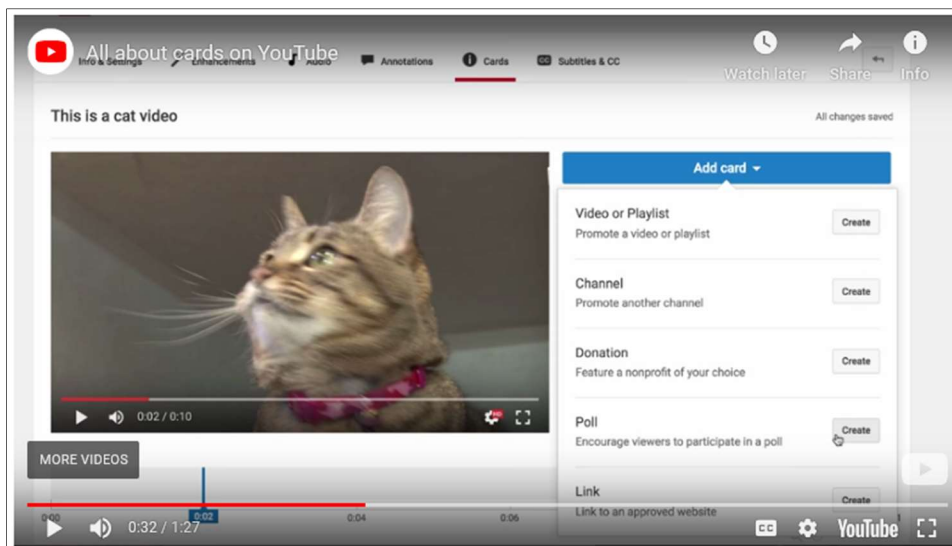 All about cards on YouTube
Watch later
Share
Info
Info & Settings
Enhancements
Audio
Annotations
Cards
CC Subtitles & CC
This is a cat video
All changes saved
Add card
Video or Playlist
Promote a video or playlist
Create
Channel
Promote another channel
Create
Donation
Feature a nonprofit of your choice
Create
Poll
Encourage viewers to participate in a poll
Create
Link
Link to an approved website
Create
0:02 / 0:10
HD
MORE VIDEOS
0:00
0:02
0:04
0:06
0:32 / 1:27
CC
YouTube